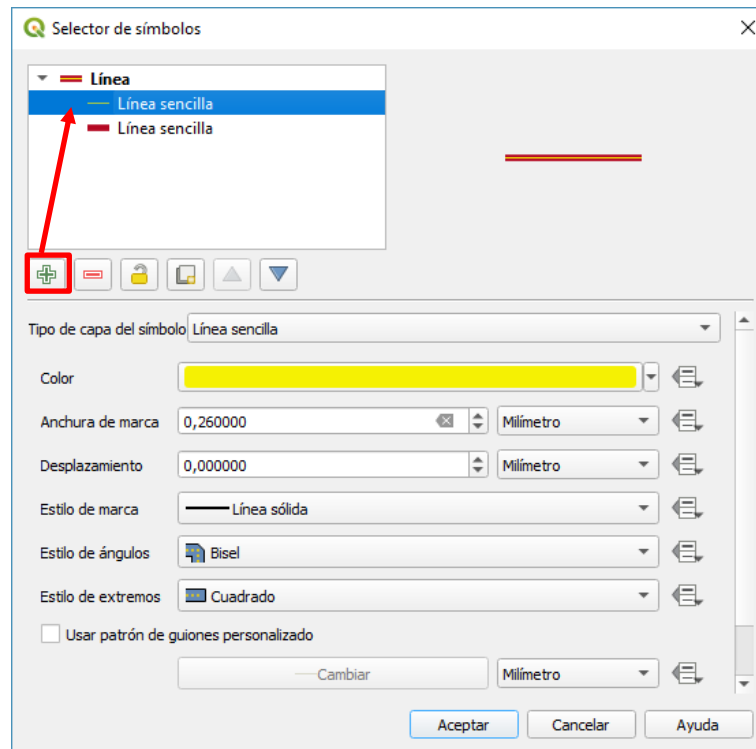 Selector de símbolos
Línea
Línea sencilla
Línea sencilla
Tipo de capa del símbolo Línea sencilla
Color
Anchura de marca 0,260000 Milímetro
Desplazamiento 0,000000 Milímetro
Estilo de marca Línea sólida
Estilo de ángulos Bisel
Estilo de extremos Cuadrado
Usar patrón de guiones personalizado
Cambiar Milímetro
Aceptar Cancelar Ayuda